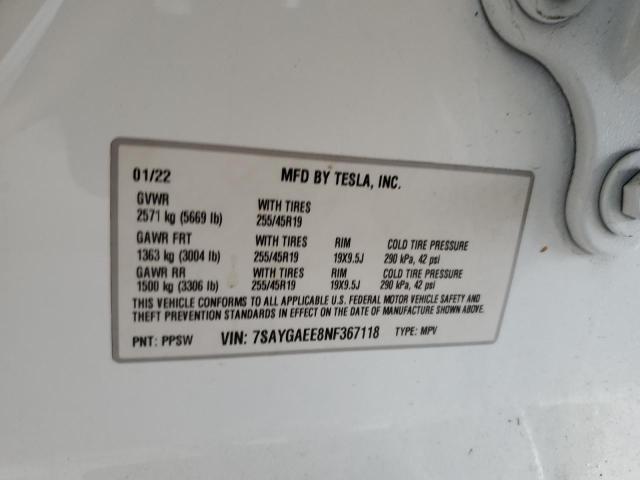 01/22 MFD BY TESLA, INC.
GVWR WITH TIRES
2571 kg (5669 lb) 255/45R19
GAWR FRT WITH TIRES RIM COLD TIRE PRESSURE
1363 kg (3004 lb) 255/45R19 19X9.5J 290 kPa, 42 psi
GAWR RR WITH TIRES RIM COLD TIRE PRESSURE
1500 kg (3306 lb) 255/45R19 19X9.5J 290 kPa, 42 psi
THIS VEHICLE CONFORMS TO ALL APPLICABLE U.S. FEDERAL MOTOR VEHICLE SAFETY AND
THEFT PREVENTION STANDARDS IN EFFECT ON THE DATE OF MANUFACTURE SHOWN ABOVE.
PNT: PPSW VIN: 7SAYGAEE8NF367118 TYPE: MPV